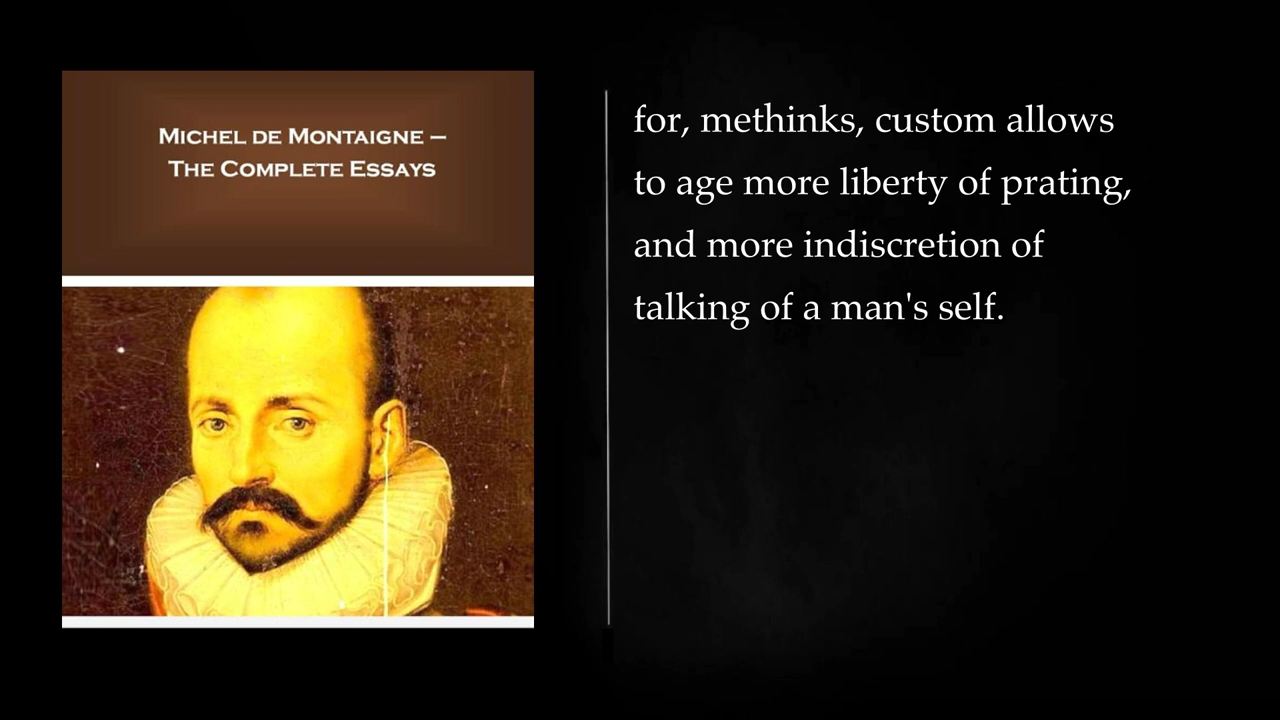 MICHEL DE MONTAIGNE –
THE COMPLETE ESSAYS
for, methinks, custom allows
to age more liberty of prating,
and more indiscretion of
talking of a man's self.